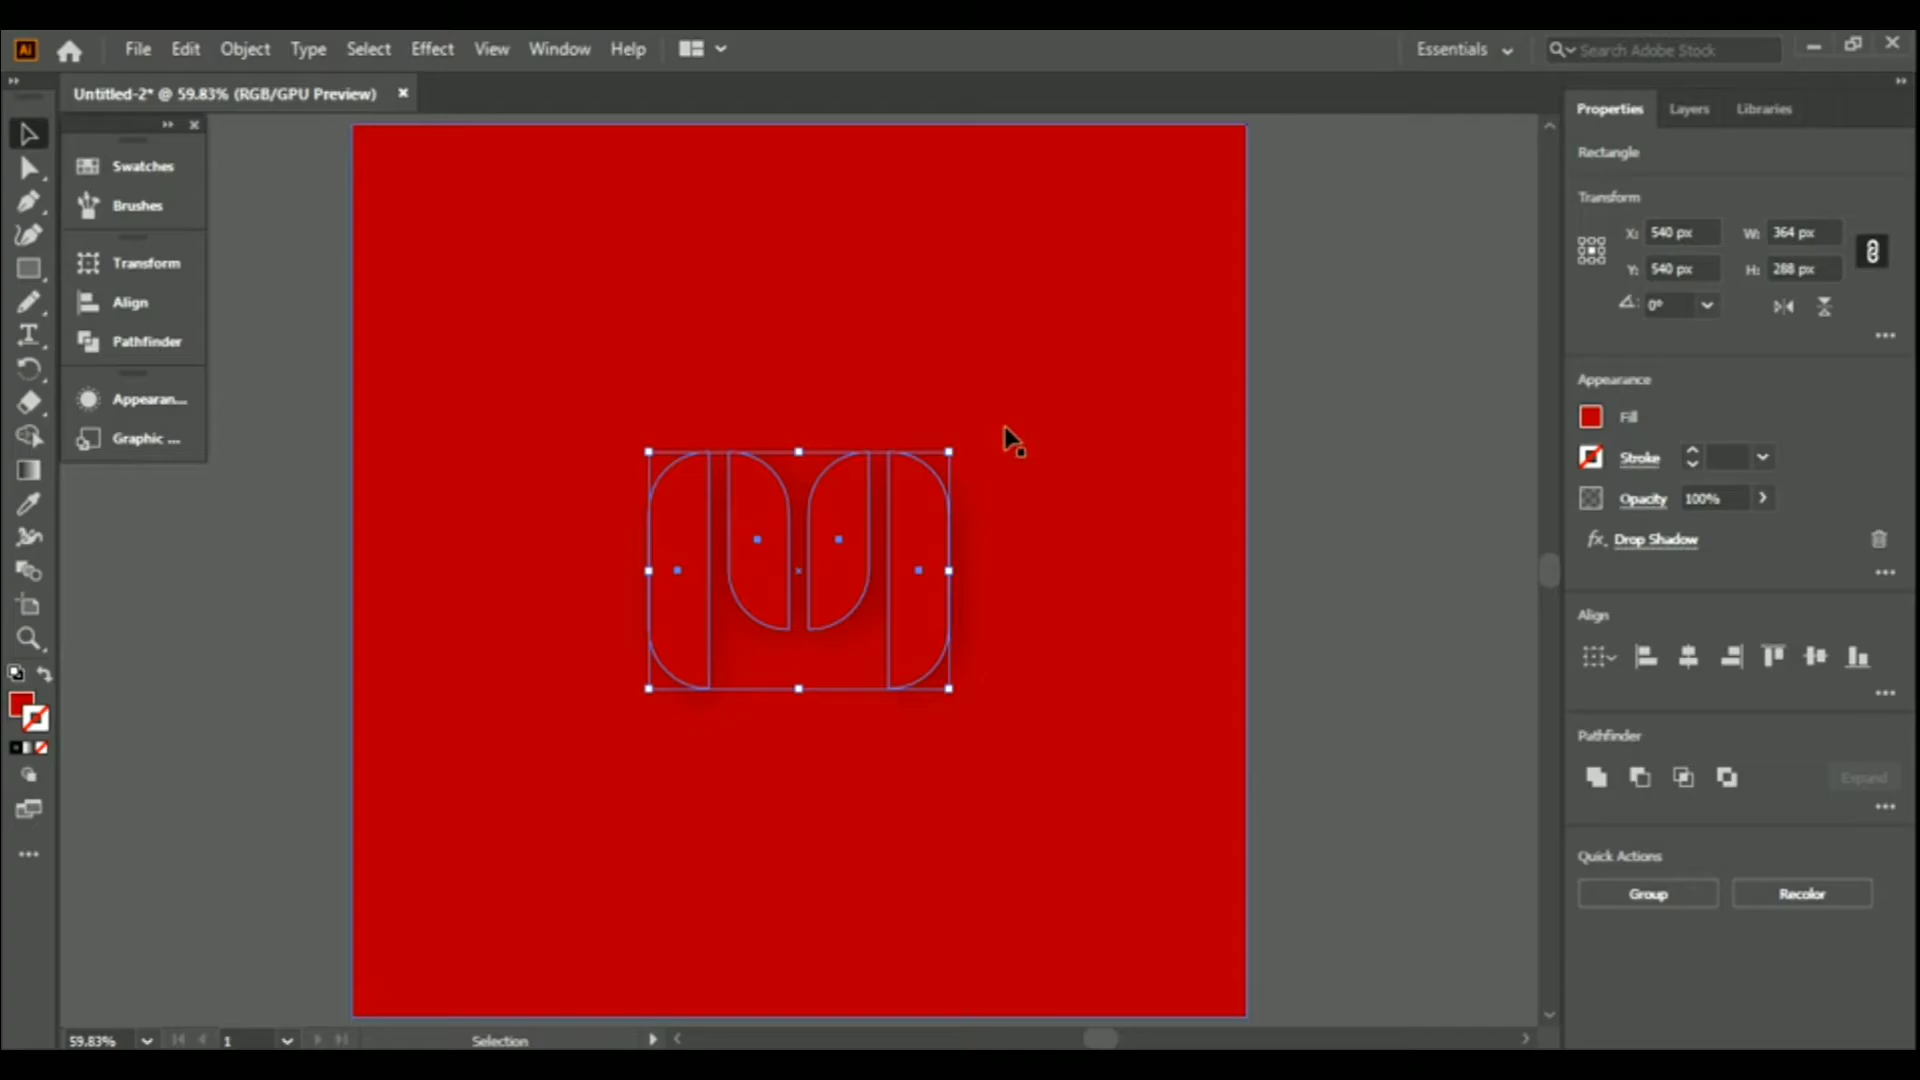 Ai File Edit Object Type Select Effect View Window Help Essentials Search Adobe Stock
Untitled-2* @ 59.83% (RGB/GPU Preview)
Swatches
Brushes
Transform
Align
Pathfinder
Appearan...
Graphic ...
Properties Layers Libraries
Rectangle
Transform
X: 540 px W: 364 px
Y: 540 px H: 288 px
0°
Appearance
Fill
Stroke
Opacity 100%
fx. Drop Shadow
Align
Pathfinder
Expand
Quick Actions
Group Recolor
59.83% 1 Selection